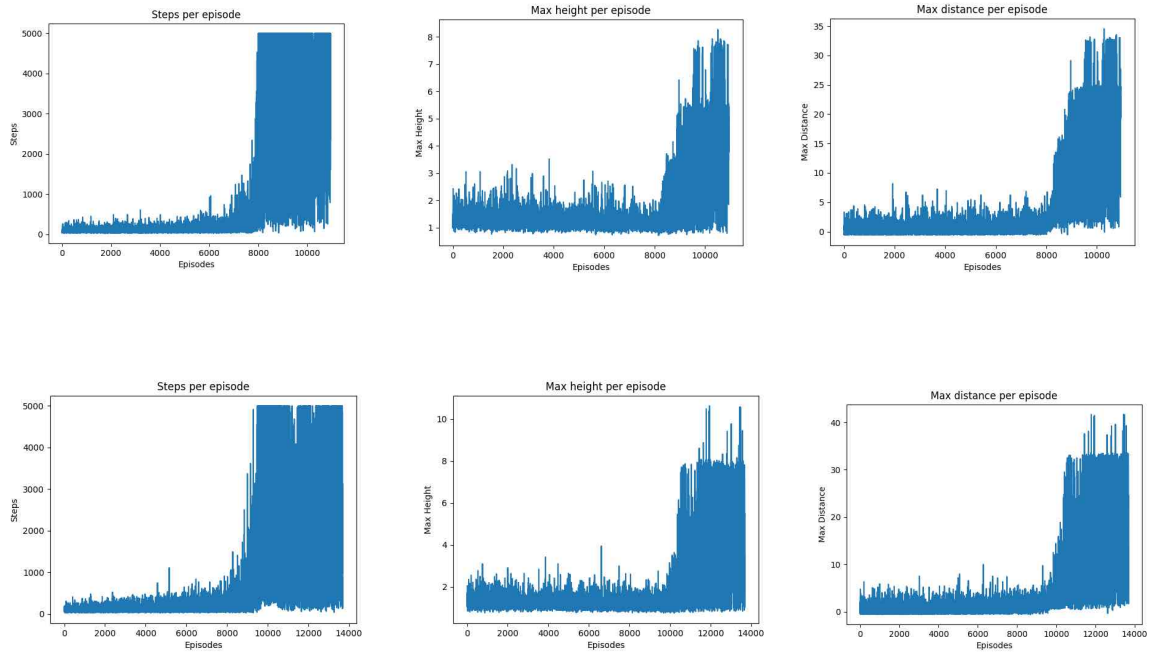 Steps per episode
5000
4000
3000
2000
1000
0
Steps
0 2000 4000 6000 8000 10000
Episodes
Max height per episode
8
7
6
5
4
3
2
1
Max Height
0 2000 4000 6000 8000 10000
Episodes
Max distance per episode
35
30
25
20
15
10
5
0
Max Distance
0 2000 4000 6000 8000 10000
Episodes
Steps per episode
5000
4000
3000
2000
1000
0
Steps
0 2000 4000 6000 8000 10000 12000 14000
Episodes
Max height per episode
10
8
6
4
2
Max Height
0 2000 4000 6000 8000 10000 12000 14000
Episodes
Max distance per episode
40
30
20
10
0
Max Distance
0 2000 4000 6000 8000 10000 12000 14000
Episodes